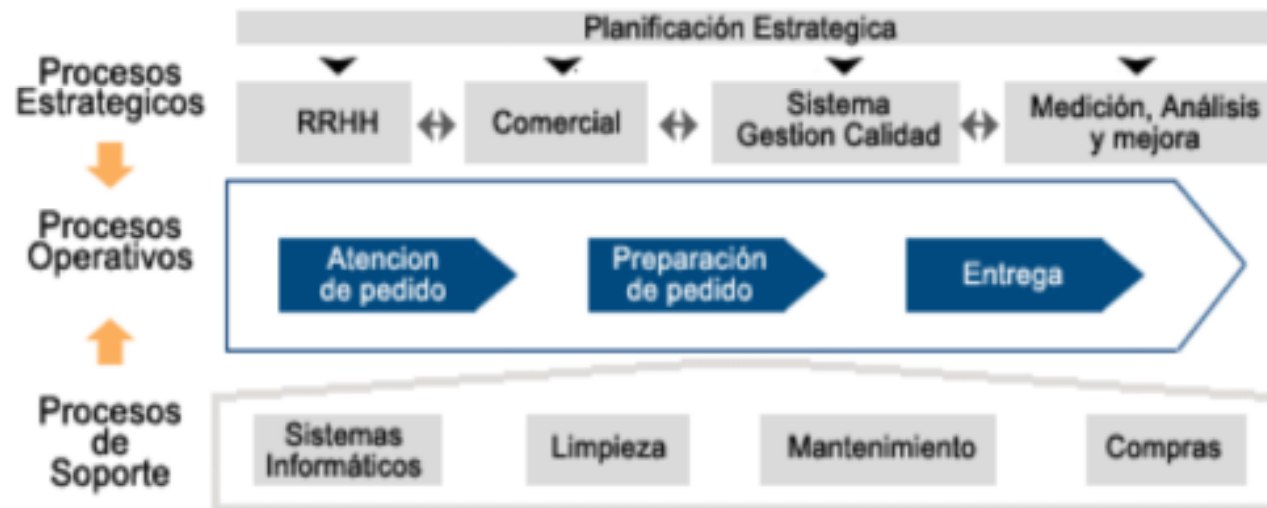 Planificación Estrategica
Procesos
Estrategicos
RRHH
Comercial
Sistema
Gestion Calidad
Medición, Análisis
y mejora
Procesos
Operativos
Atencion
de pedido
Preparación
de pedido
Entrega
Procesos
de
Soporte
Sistemas
Informáticos
Limpieza
Mantenimiento
Compras